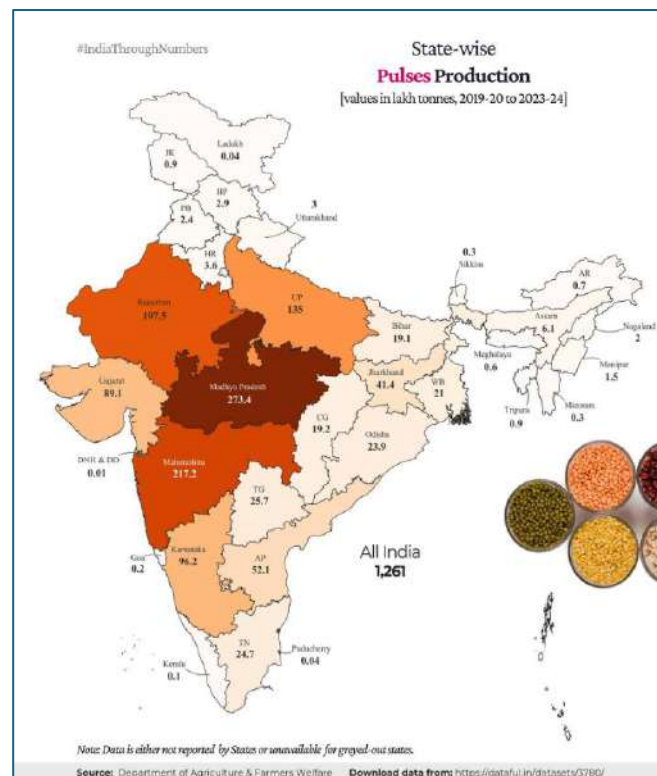 #IndiaThroughNumbers
State-wise
Pulses Production
[values in lakh tonnes, 2019-20 to 2023-24]
Ladakh
0.04
JK
0.9
HP
2.9
3
Uttarakhand
PB
2.4
HR
3.6
0.3
Sikkim
AR
0.7
Rajasthan
197.5
UP
135
Bihar
19.1
Assam
6.1
Nagaland
2
Meghalaya
0.6
Manipur
1.5
Gujarat
89.1
Madhya Pradesh
273.4
Jharkhand
41.4
WB
21
Tripura
0.9
Mizoram
0.3
CG
19.2
Odisha
23.9
DNH & DD
0.01
Maharashtra
217.2
TG
25.7
Goa
0.2
Karnataka
96.2
AP
52.1
All India
1,261
TN
24.7
Puducherry
0.04
Kerala
0.1
Note: Data is either not reported by States or unavailable for greyed-out states.
Source: Department of Agriculture & Farmers Welfare Download data from: https://dataful.in/datasets/3780/